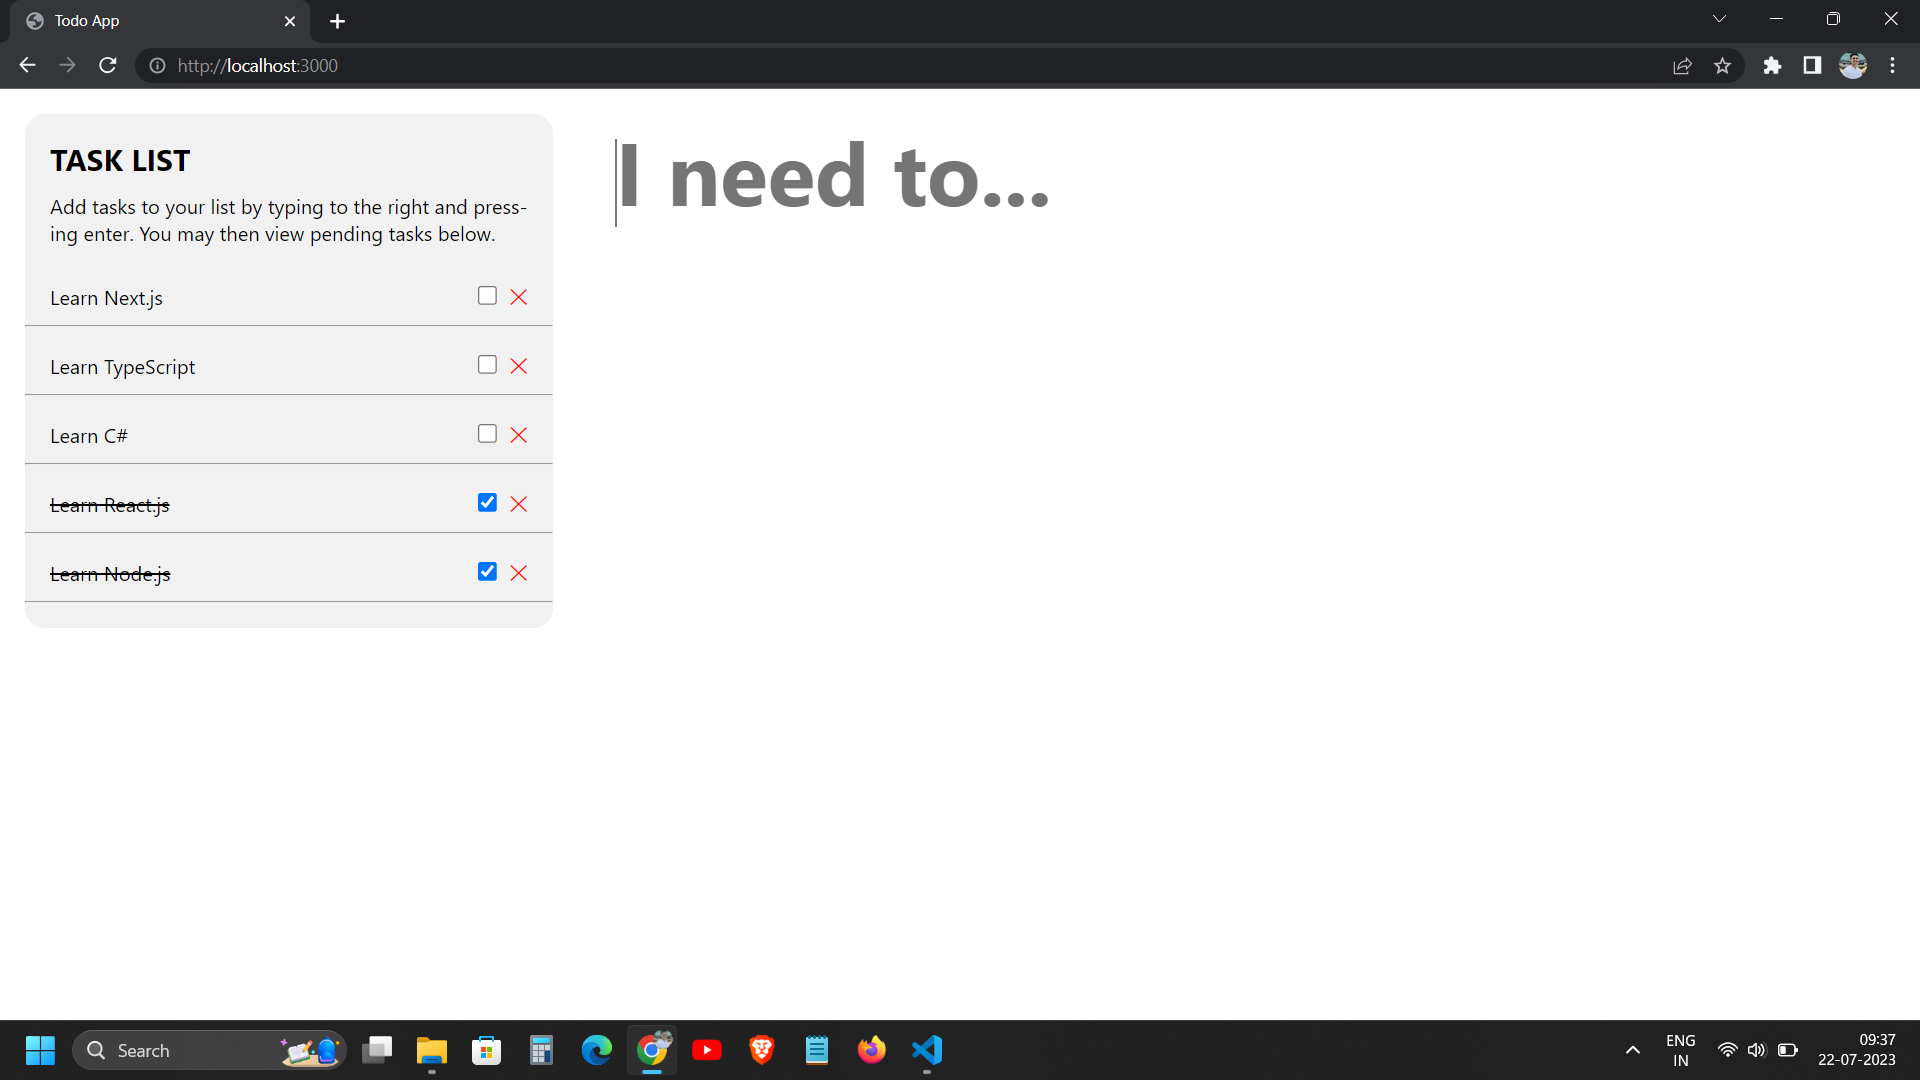 Todo App
http://localhost:3000
TASK LIST
Add tasks to your list by typing to the right and press-
ing enter. You may then view pending tasks below.
Learn Next.js
Learn TypeScript
Learn C#
Learn React.js
Learn Node.js
I need to...
Search
ENG
IN
09:37
22-07-2023